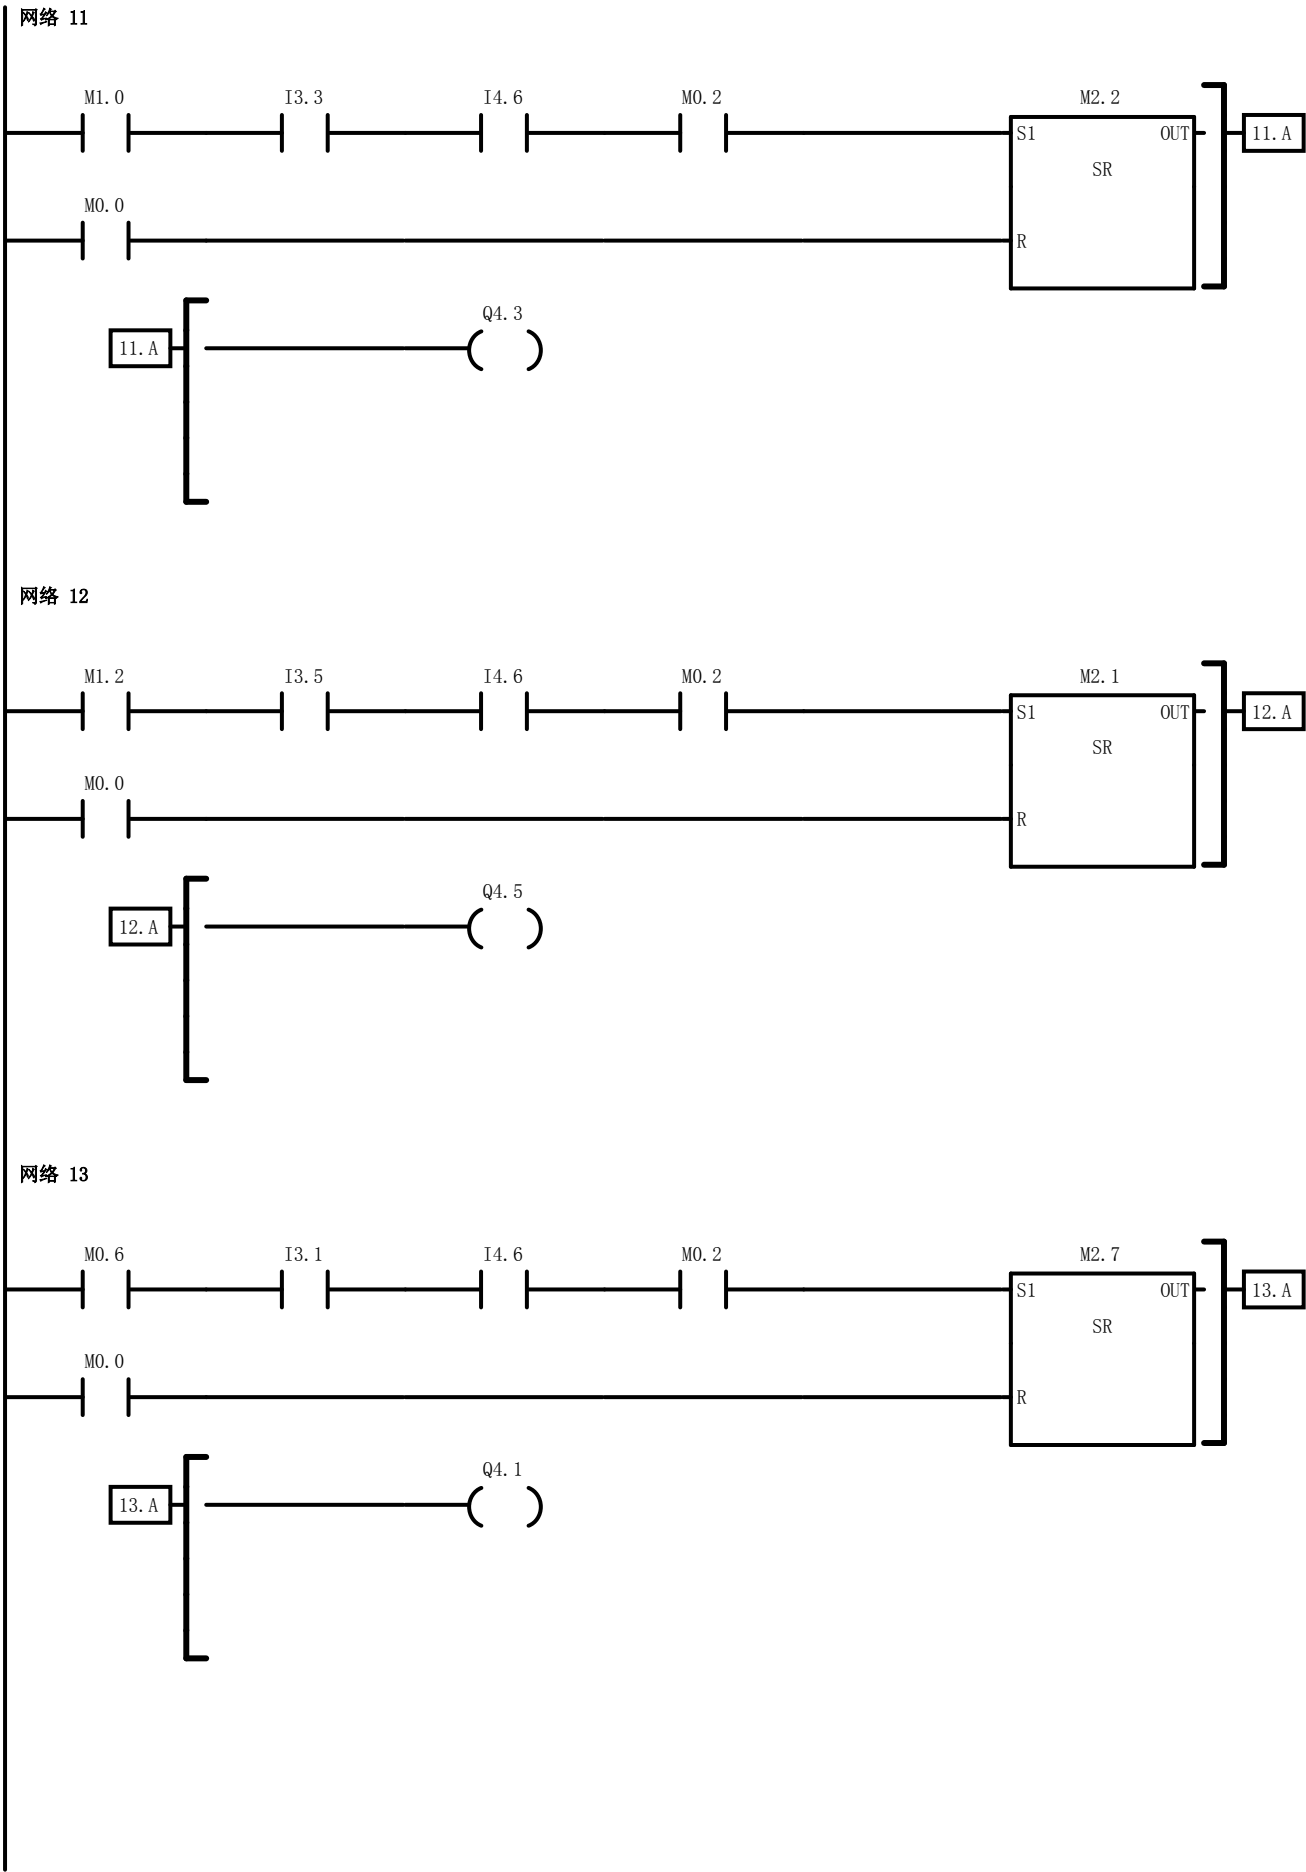 网络 11
M1.0 I3.3 I4.6 M0.2 M2.2
S1 OUT 11.A
SR
M0.0
R
Q4.3
11.A
网络 12
M1.2 I3.5 I4.6 M0.2 M2.1
S1 OUT 12.A
SR
M0.0
R
Q4.5
12.A
网络 13
M0.6 I3.1 I4.6 M0.2 M2.7
S1 OUT 13.A
SR
M0.0
R
Q4.1
13.A